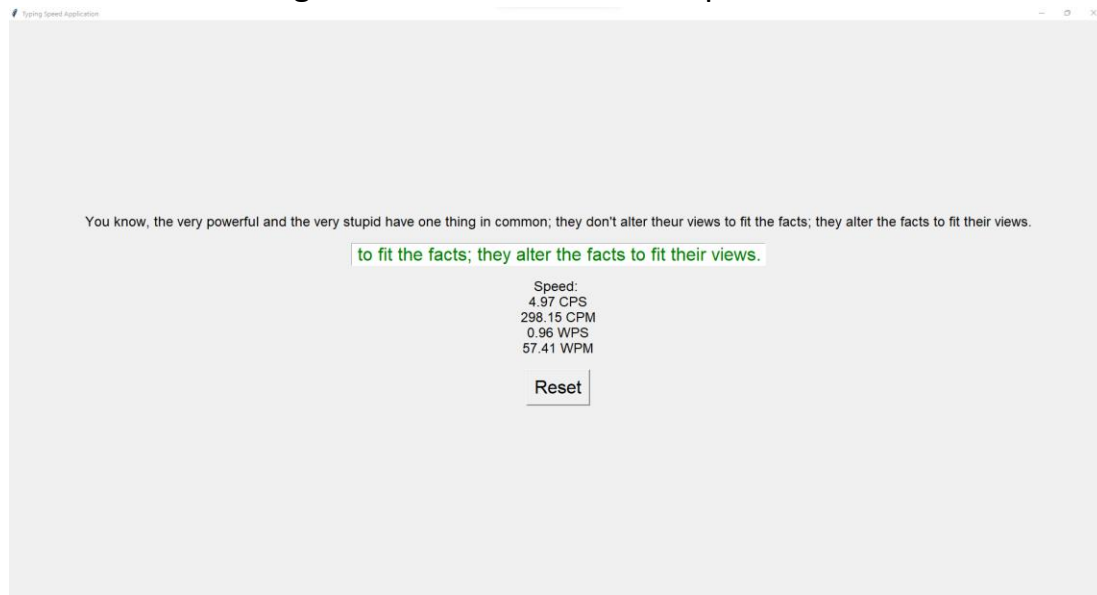 Typing Speed Application
You know, the very powerful and the very stupid have one thing in common; they don't alter theur views to fit the facts; they alter the facts to fit their views.
to fit the facts; they alter the facts to fit their views.
Speed:
4.97 CPS
298.15 CPM
0.96 WPS
57.41 WPM
Reset